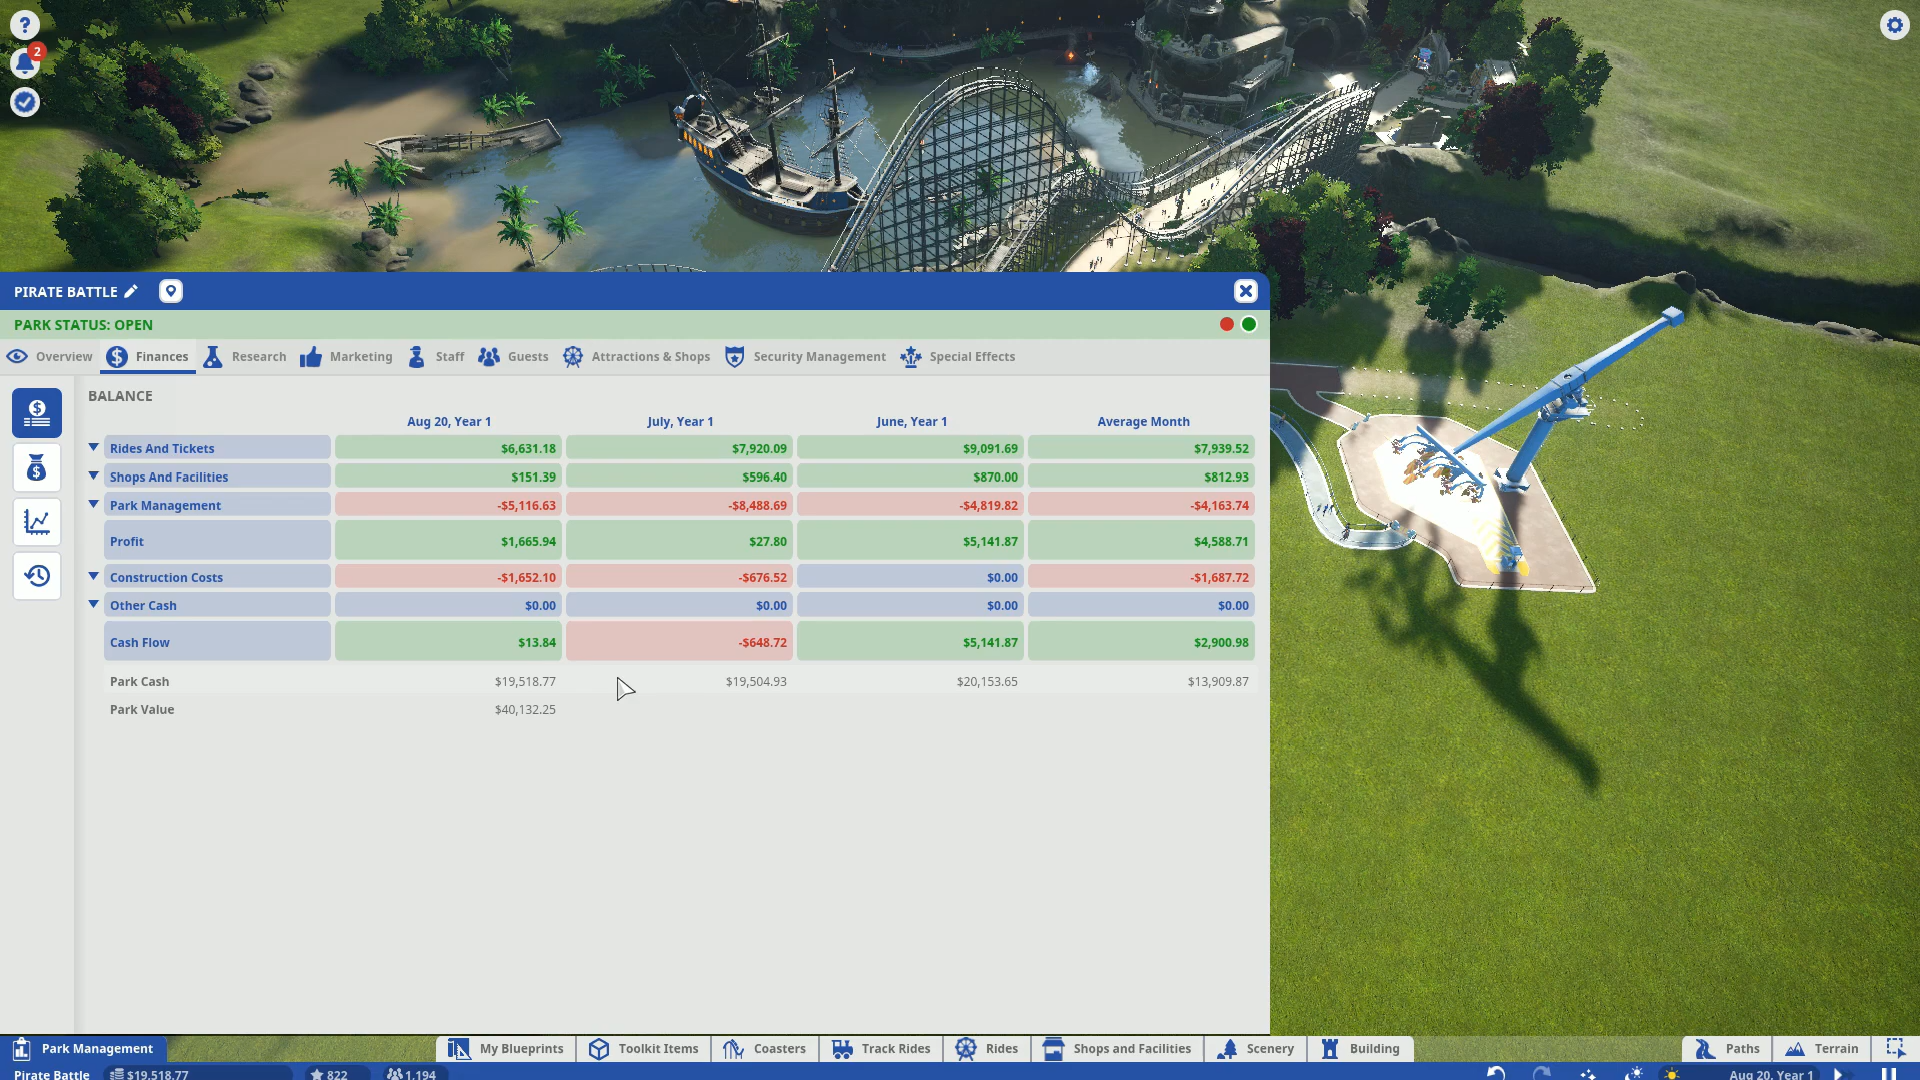 ?
2
PIRATE BATTLE
PARK STATUS: OPEN
Overview Finances Research Marketing Staff Guests Attractions & Shops Security Management Special Effects
BALANCE
Aug 20, Year 1 July, Year 1 June, Year 1 Average Month
Rides And Tickets $6,631.18 $7,920.09 $9,091.69 $7,939.52
Shops And Facilities $151.39 $596.40 $870.00 $812.93
Park Management -$5,116.63 -$8,488.69 -$4,819.82 -$4,163.74
Profit $1,665.94 $27.80 $5,141.87 $4,588.71
Construction Costs -$1,652.10 -$676.52 $0.00 -$1,687.72
Other Cash $0.00 $0.00 $0.00 $0.00
Cash Flow $13.84 -$648.72 $5,141.87 $2,900.98
Park Cash $19,518.77 $19,504.93 $20,153.65 $13,909.87
Park Value $40,132.25
Park Management My Blueprints Toolkit Items Coasters Track Rides Rides Shops and Facilities Scenery Building Paths Terrain
Pirate Battle $19,518.77 822 1,194 Aug 20, Year 1